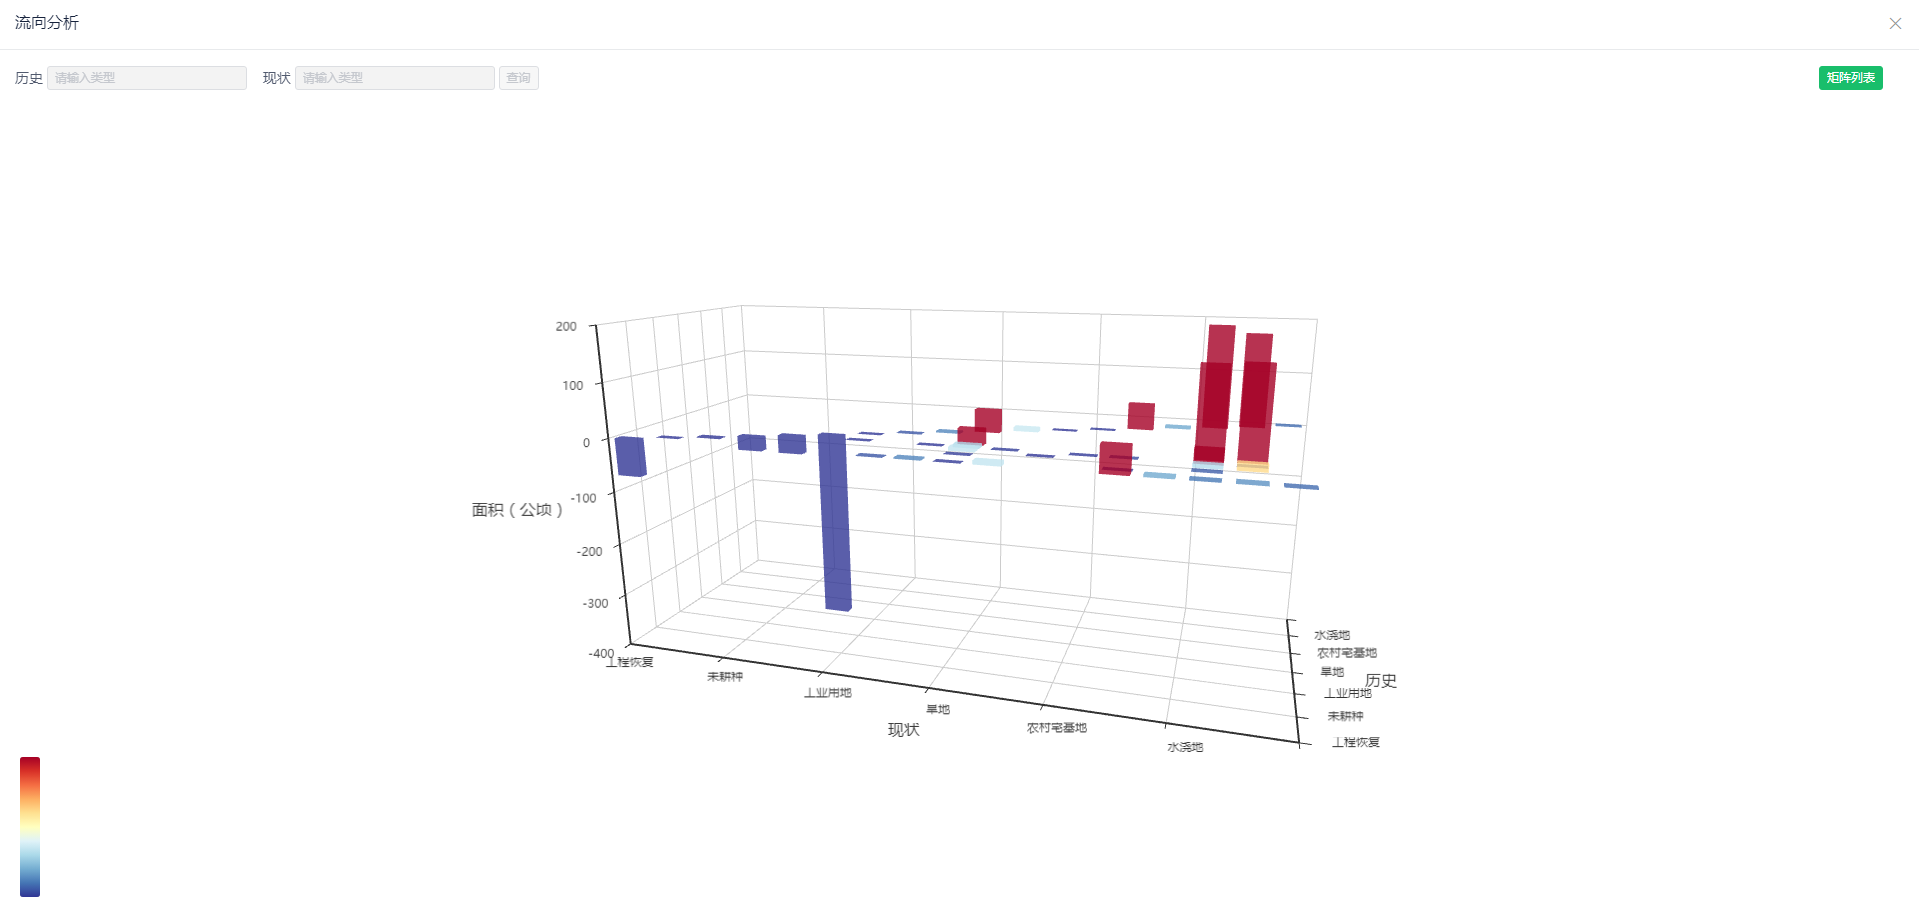 流向分析
历史 请输入类型 现状 请输入类型 查询 矩阵列表
200
100
0
-100
面积（公顷）
-200
-300
-400
工程恢复
未耕种
工业用地
旱地
农村宅基地
水浇地
现状
水浇地
农村宅基地
旱地
历史
工业用地
未耕种
工程恢复